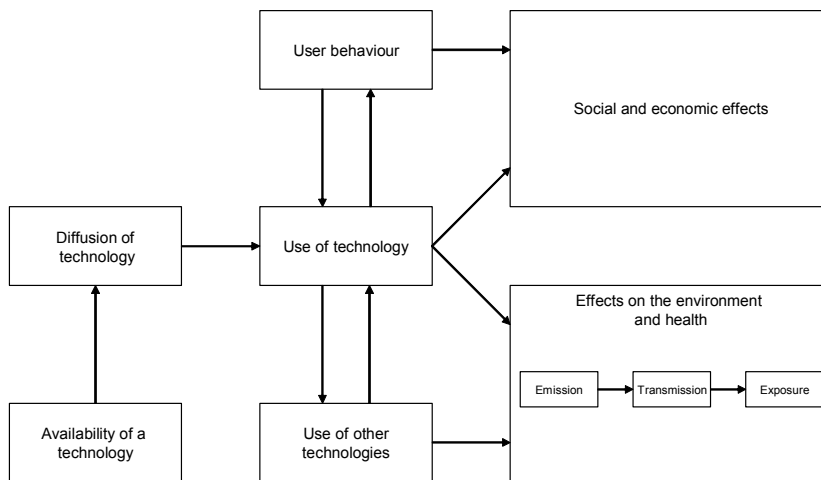 User behaviour
Social and economic effects
Diffusion of
technology
Use of technology
Effects on the environment
and health
Emission
Transmission
Exposure
Availability of a
technology
Use of other
technologies